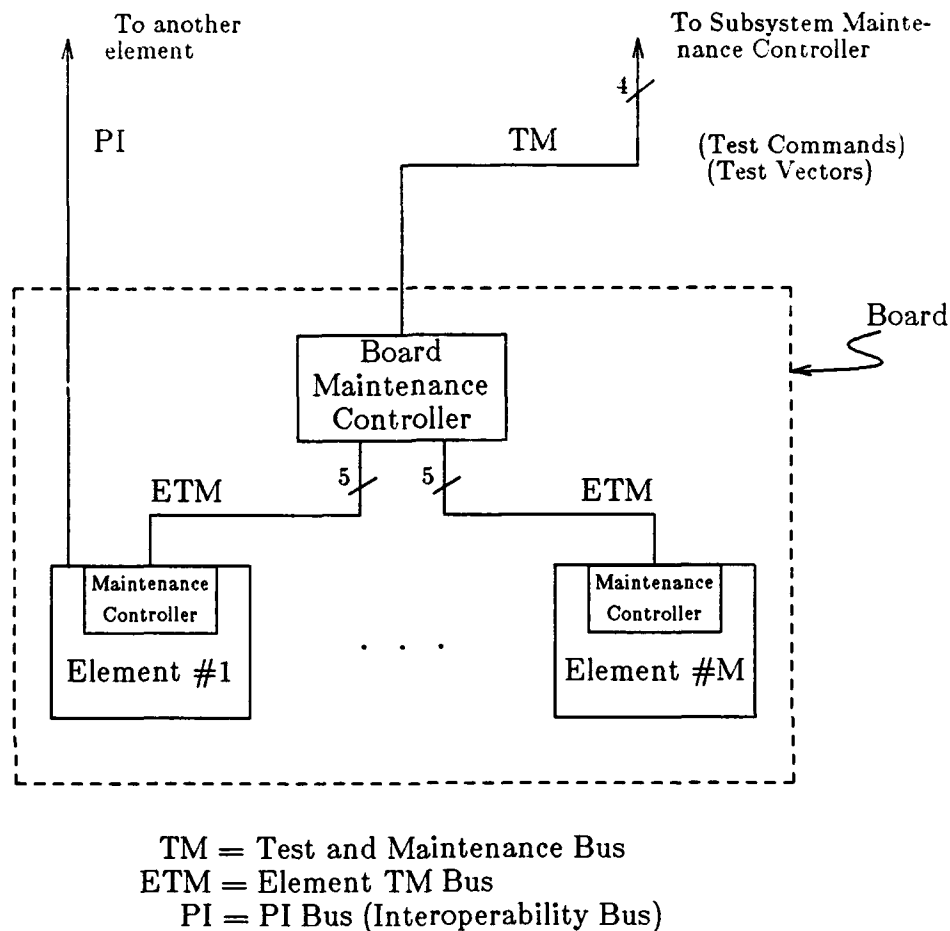 To another
element
To Subsystem Mainte-
nance Controller
4
PI
TM
(Test Commands)
(Test Vectors)
Board
Board
Maintenance
Controller
5
5
ETM
ETM
Maintenance
Controller
Element #1
. . .
Maintenance
Controller
Element #M
TM = Test and Maintenance Bus
ETM = Element TM Bus
PI = PI Bus (Interoperability Bus)